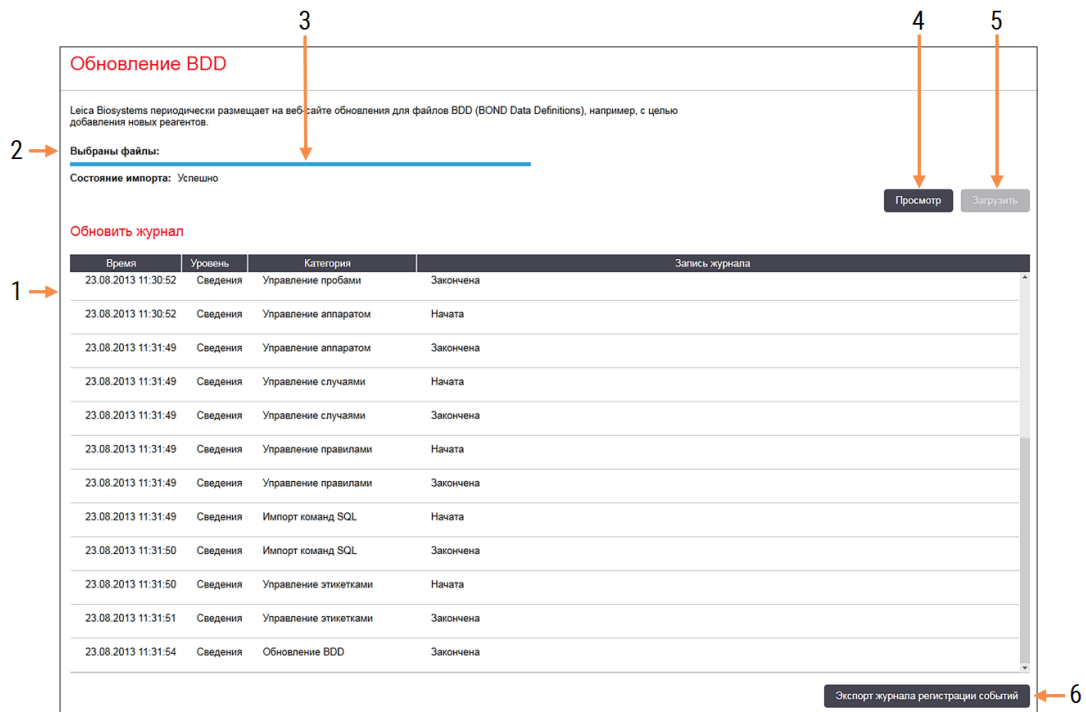 3 4 5
Обновление BDD
Leica Biosystems периодически размещает на веб-сайте обновления для файлов BDD (BOND Data Definitions), например, с целью
добавления новых реагентов.
2 Выбраны файлы:
Состояние импорта: Успешно
Просмотр Загрузить
Обновить журнал
Время Уровень Категория Запись журнала
1 23.08.2013 11:30:52 Сведения Управление пробами Закончена
23.08.2013 11:30:52 Сведения Управление аппаратом Начата
23.08.2013 11:31:49 Сведения Управление аппаратом Закончена
23.08.2013 11:31:49 Сведения Управление случаями Начата
23.08.2013 11:31:49 Сведения Управление случаями Закончена
23.08.2013 11:31:49 Сведения Управление правилами Начата
23.08.2013 11:31:49 Сведения Управление правилами Закончена
23.08.2013 11:31:49 Сведения Импорт команд SQL Начата
23.08.2013 11:31:50 Сведения Импорт команд SQL Закончена
23.08.2013 11:31:50 Сведения Управление этикетками Начата
23.08.2013 11:31:51 Сведения Управление этикетками Закончена
23.08.2013 11:31:54 Сведения Обновление BDD Закончена
Экспорт журнала регистрации событий 6